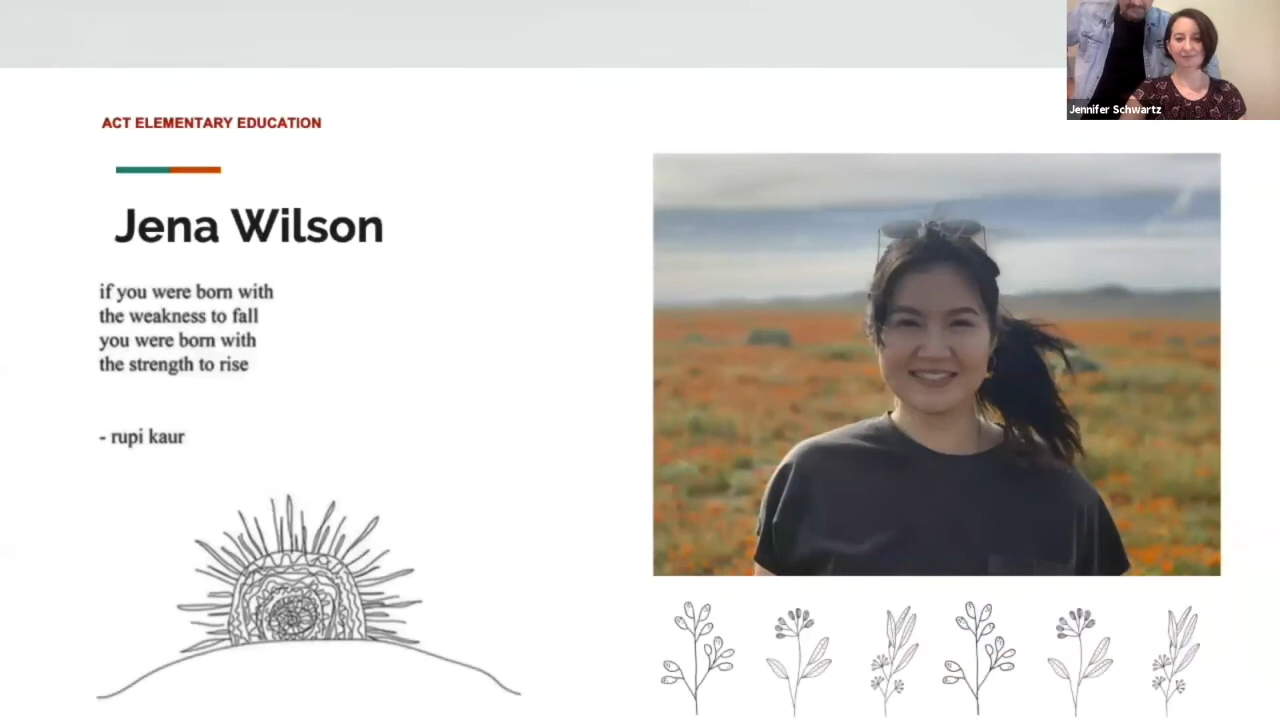 ACT ELEMENTARY EDUCATION
Jena Wilson
if you were born with
the weakness to fall
you were born with
the strength to rise
- rupi kaur
Jennifer Schwartz